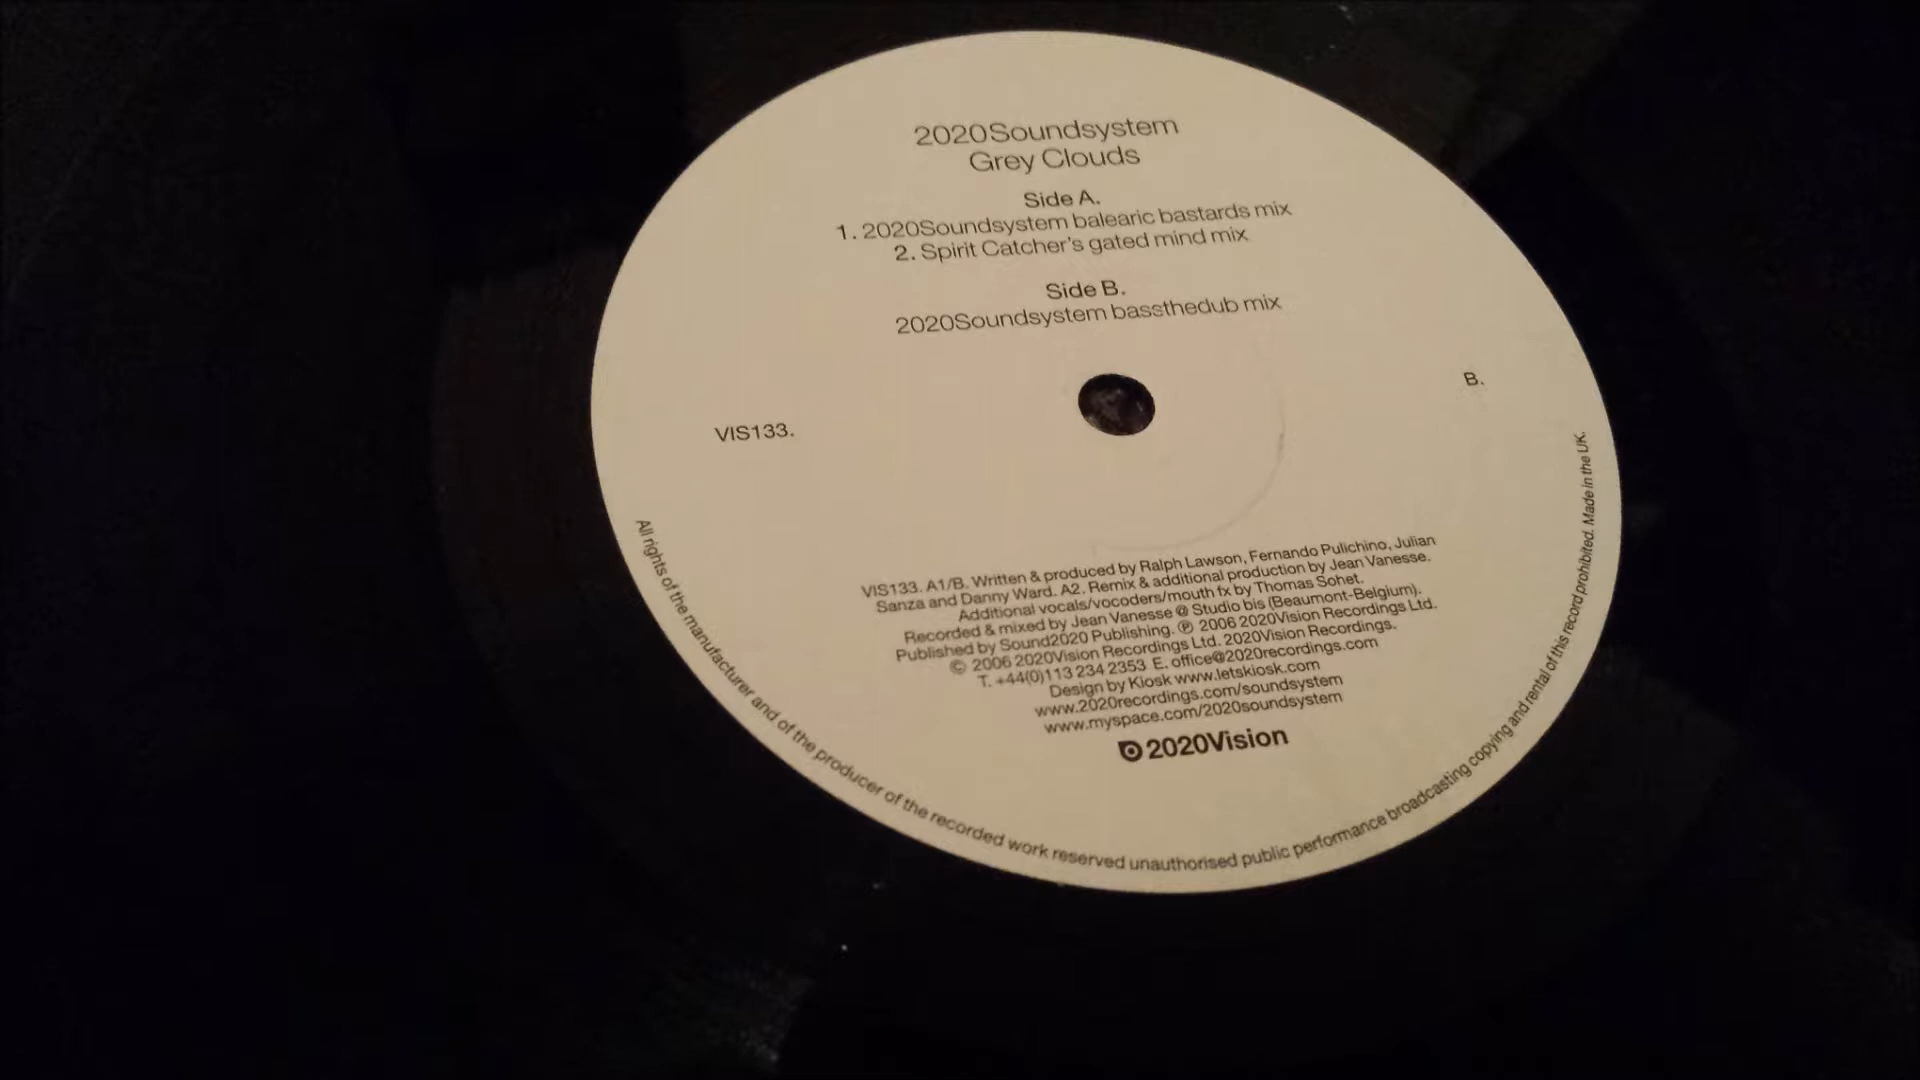 2020Soundsystem
Grey Clouds
Side A.
1. 2020Soundsystem balearic bastards mix
2. Spirit Catcher's gated mind mix
Side B.
2020Soundsystem bassthedub mix
B.
VIS133.
VIS133. A1/B. Written & produced by Ralph Lawson, Fernando Pulichino, Julian
Sanza and Danny Ward. A2. Remix & additional production by Jean Vanesse.
Additional vocals/vocoders/mouth fx by Thomas Sohet.
Recorded & mixed by Jean Vanesse @ Studio bis (Beaumont-Belgium).
Published by Sound2020 Publishing. ℗ 2006 2020Vision Recordings Ltd.
© 2006 2020Vision Recordings Ltd. 2020Vision Recordings.
T. +44(0)113 234 2353 E. office@2020recordings.com
Design by Kiosk www.letskiosk.com
www.2020recordings.com/soundsystem
www.myspace.com/2020soundsystem
2020Vision
All rights of the manufacturer and of the producer of the recorded work reserved unauthorised public performance broadcasting copying and rental of this record prohibited. Made in the UK.